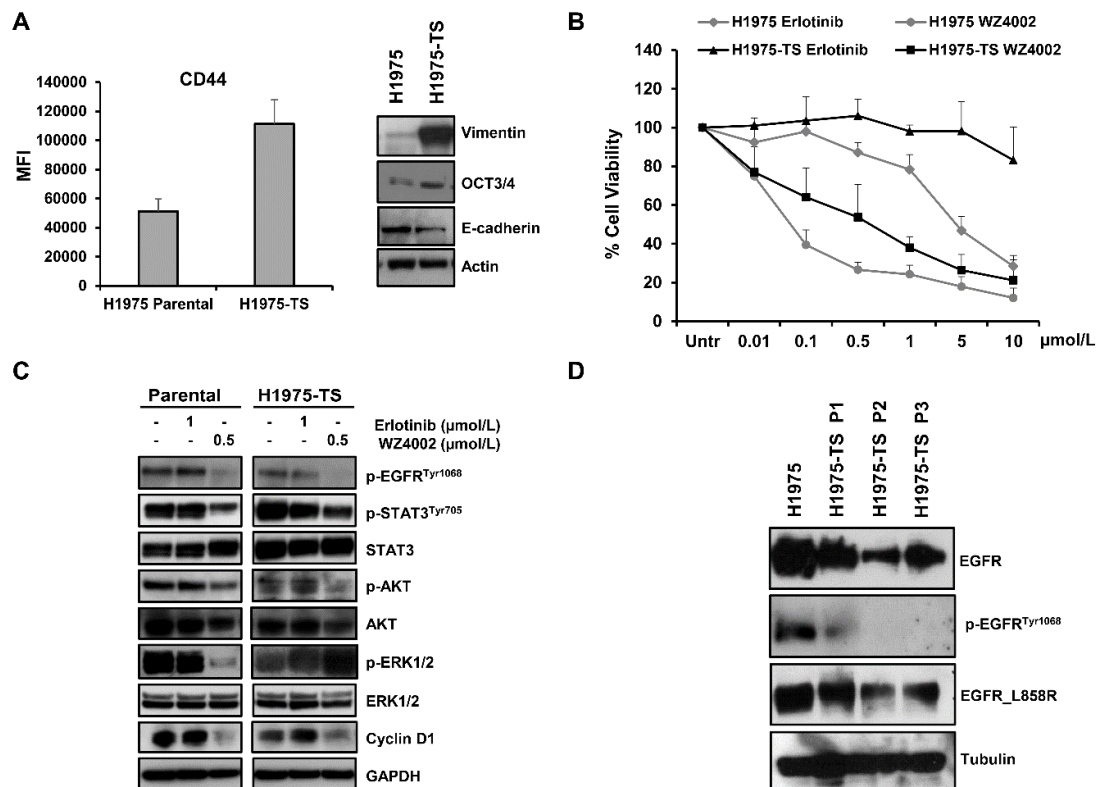 A
CD44
MFI
140000
120000
100000
80000
60000
40000
20000
0
H1975 Parental
H1975-TS
H1975
H1975-TS
Vimentin
OCT3/4
E-cadherin
Actin
B
H1975 Erlotinib
H1975 WZ4002
H1975-TS Erlotinib
H1975-TS WZ4002
% Cell Viability
140
120
100
80
60
40
20
0
Untr 0.01 0.1 0.5 1 5 10 µmol/L
C
Parental H1975-TS
- 1 - - 1 - Erlotinib (µmol/L)
- - 0.5 - - 0.5 WZ4002 (µmol/L)
p-EGFRTyr1068
p-STAT3Tyr705
STAT3
p-AKT
AKT
p-ERK1/2
ERK1/2
Cyclin D1
GAPDH
D
H1975
H1975-TS P1
H1975-TS P2
H1975-TS P3
EGFR
p-EGFRTyr1068
EGFR_L858R
Tubulin